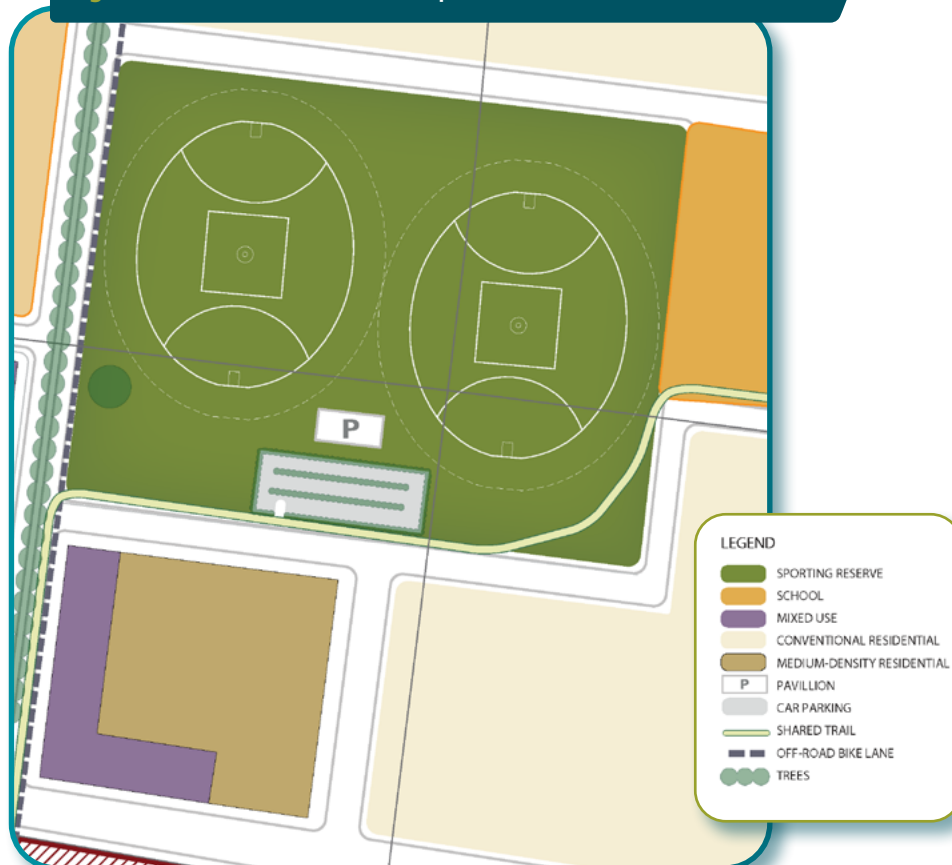 P
LEGEND
SPORTING RESERVE
SCHOOL
MIXED USE
CONVENTIONAL RESIDENTIAL
MEDIUM-DENSITY RESIDENTIAL
P PAVILLION
CAR PARKING
SHARED TRAIL
OFF-ROAD BIKE LANE
TREES